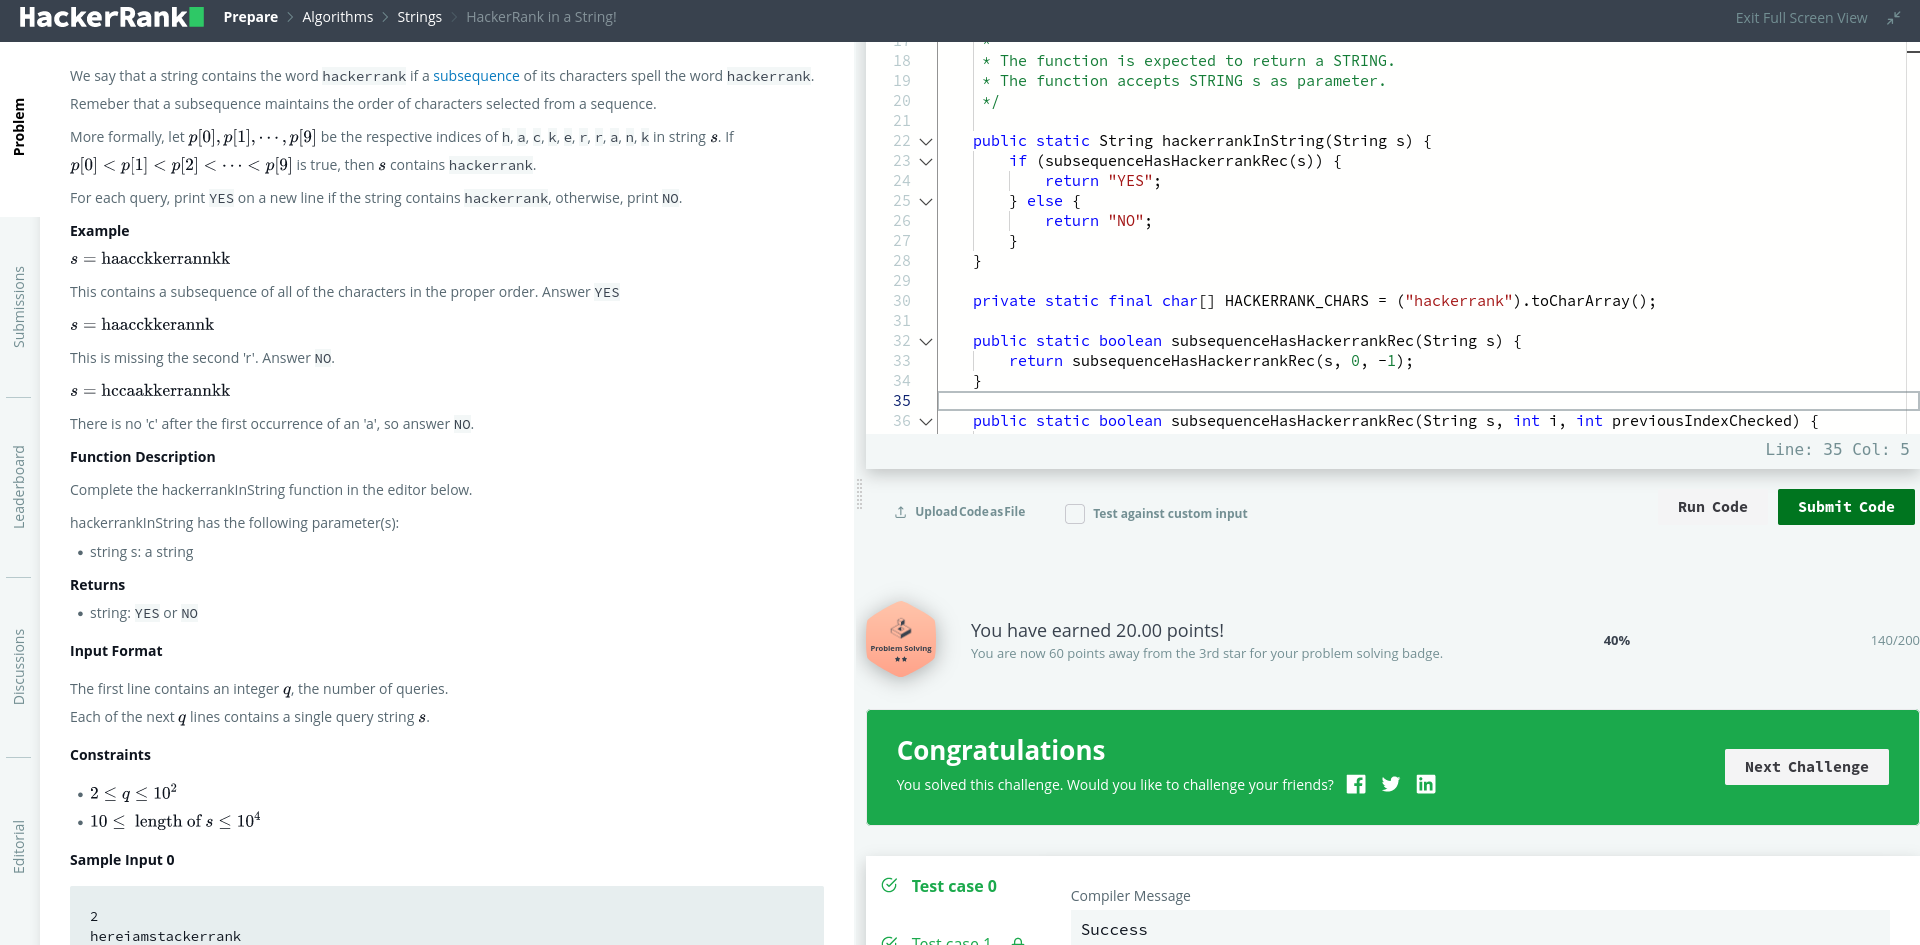 HackerRank
Prepare > Algorithms > Strings > HackerRank in a String!
Exit Full Screen View
Problem
Submissions
Leaderboard
Discussions
Editorial
We say that a string contains the word hackerrank if a subsequence of its characters spell the word hackerrank.
Remeber that a subsequence maintains the order of characters selected from a sequence.
More formally, let p[0], p[1], ⋯, p[9] be the respective indices of h, a, c, k, e, r, r, a, n, k in string s. If
p[0] < p[1] < p[2] < ⋯ < p[9] is true, then s contains hackerrank.
For each query, print YES on a new line if the string contains hackerrank, otherwise, print NO.
Example
s = haacckkerrannkk
This contains a subsequence of all of the characters in the proper order. Answer YES
s = haacckkerannk
This is missing the second 'r'. Answer NO.
s = hccaakkerrannkk
There is no 'c' after the first occurrence of an 'a', so answer NO.
Function Description
Complete the hackerrankInString function in the editor below.
hackerrankInString has the following parameter(s):
• string s: a string
Returns
• string: YES or NO
Input Format
The first line contains an integer q, the number of queries.
Each of the next q lines contains a single query string s.
Constraints
• 2 ≤ q ≤ 10²
• 10 ≤ length of s ≤ 10⁴
Sample Input 0
2
hereiamstackerrank
17 *
18 * The function is expected to return a STRING.
19 * The function accepts STRING s as parameter.
20 */
21
22 public static String hackerrankInString(String s) {
23 if (subsequenceHasHackerrankRec(s)) {
24 return "YES";
25 } else {
26 return "NO";
27 }
28 }
29
30 private static final char[] HACKERRANK_CHARS = ("hackerrank").toCharArray();
31
32 public static boolean subsequenceHasHackerrankRec(String s) {
33 return subsequenceHasHackerrankRec(s, 0, -1);
34 }
35
36 public static boolean subsequenceHasHackerrankRec(String s, int i, int previousIndexChecked) {
Line: 35 Col: 5
Upload Code as File
Test against custom input
Run Code
Submit Code
Problem Solving
You have earned 20.00 points!
You are now 60 points away from the 3rd star for your problem solving badge.
40%
140/200
Congratulations
You solved this challenge. Would you like to challenge your friends?
Next Challenge
Test case 0
Test case 1
Compiler Message
Success